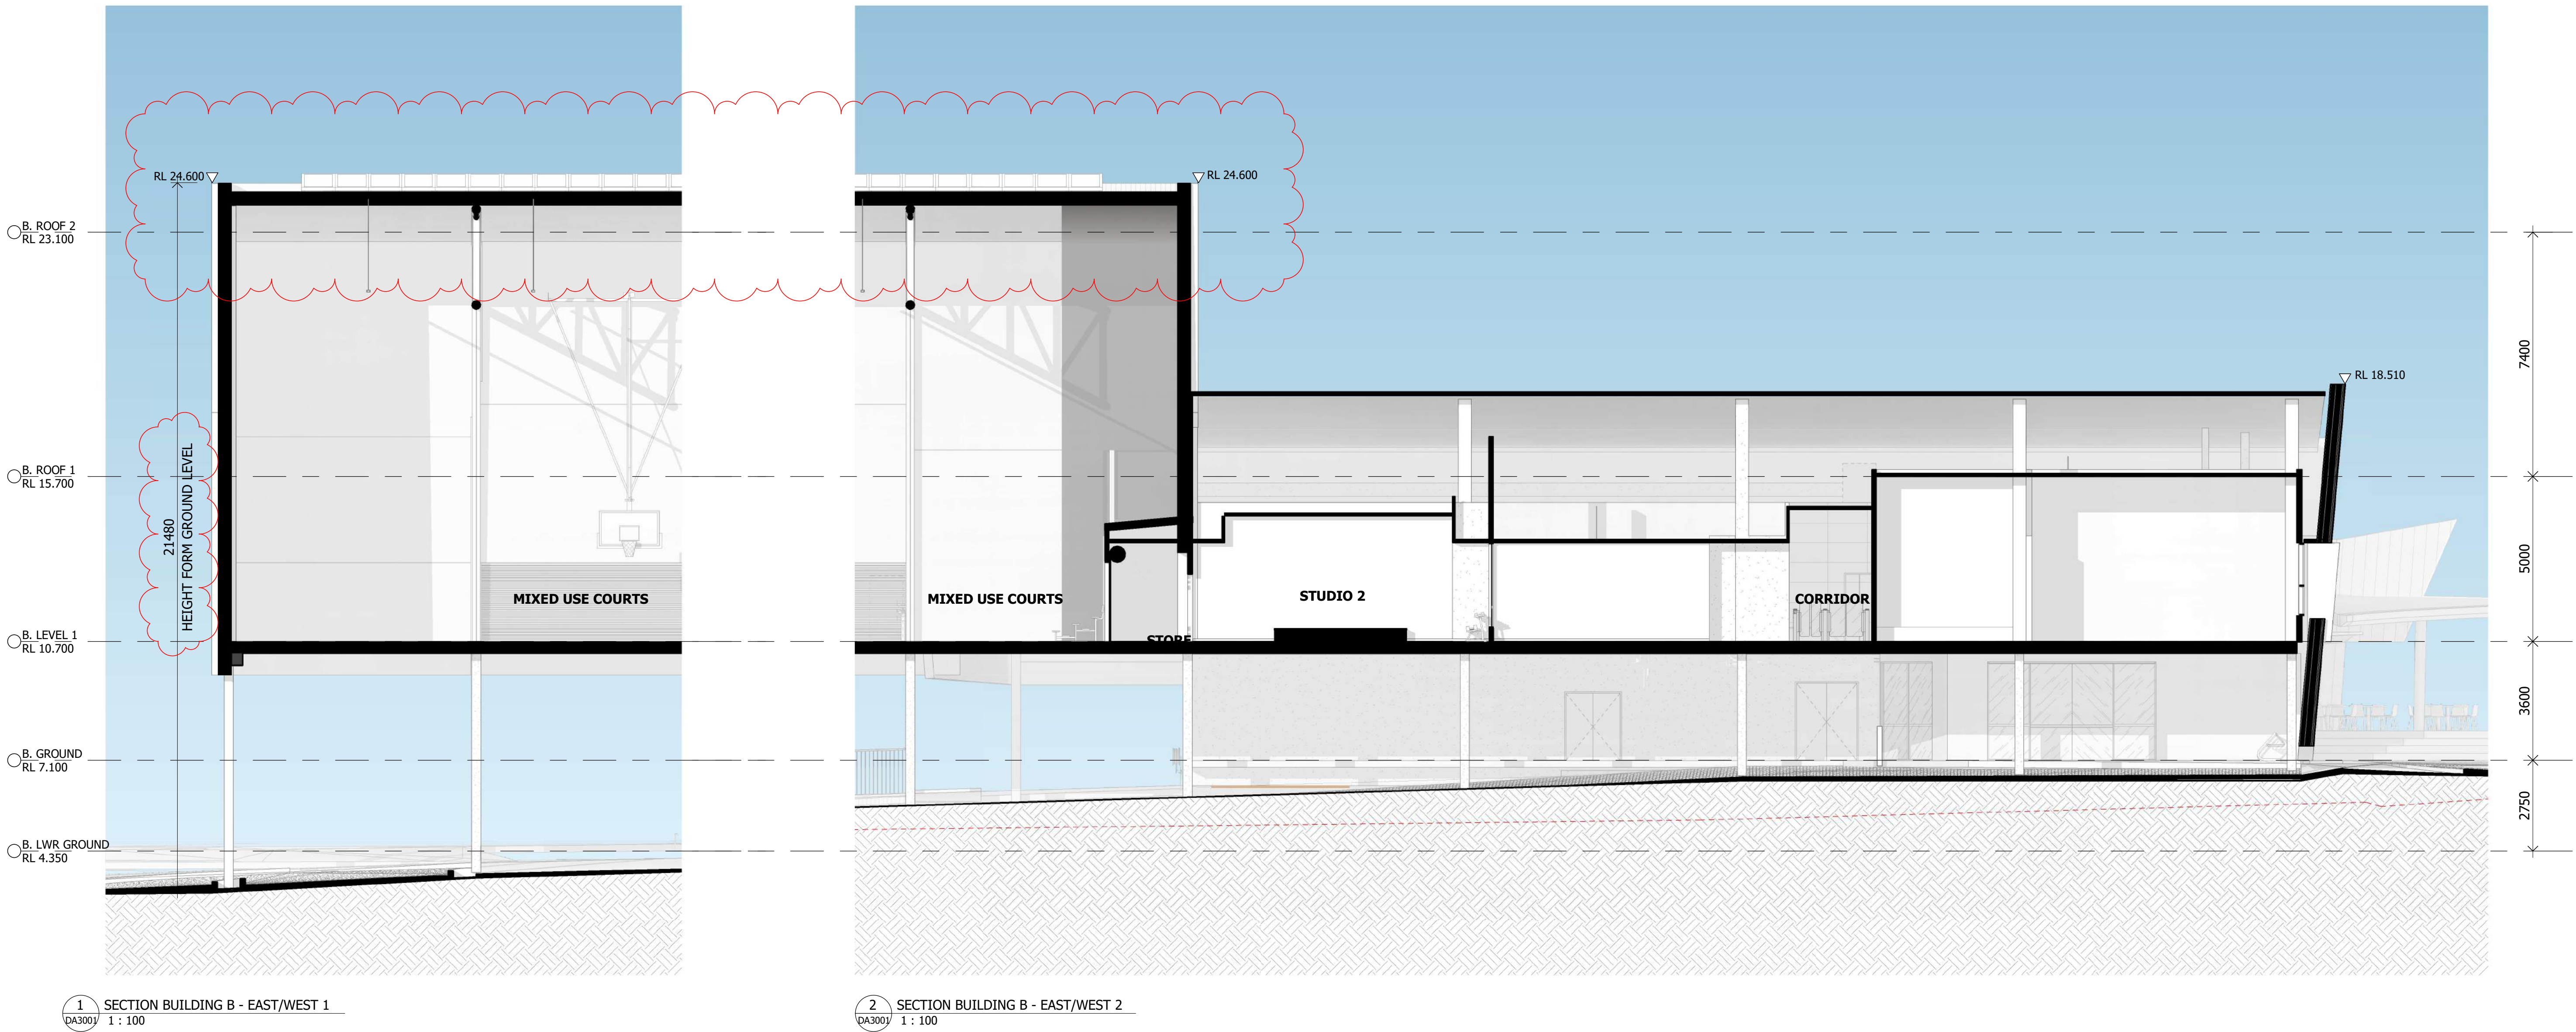 RL 24.600
RL 24.600
B. ROOF 2
RL 23.100
7400
RL 18.510
B. ROOF 1
RL 15.700
21480
HEIGHT FORM GROUND LEVEL
5000
MIXED USE COURTS
MIXED USE COURTS
STUDIO 2
CORRIDOR
STORE
B. LEVEL 1
RL 10.700
3600
B. GROUND
RL 7.100
2750
B. LWR GROUND
RL 4.350
1 SECTION BUILDING B - EAST/WEST 1
DA3001 1 : 100
2 SECTION BUILDING B - EAST/WEST 2
DA3001 1 : 100